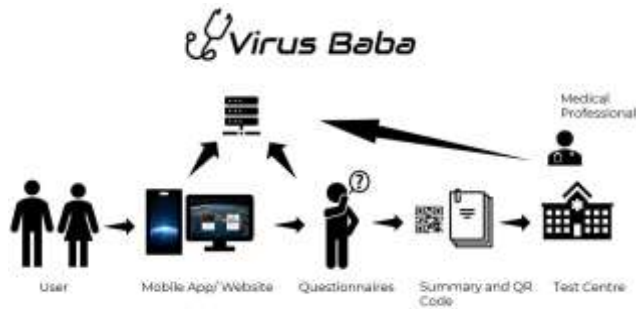 Virus Baba
Medical
Professional
?
User
Mobile App/ Website
Questionnaires
Summary and QR
Code
Test Centre